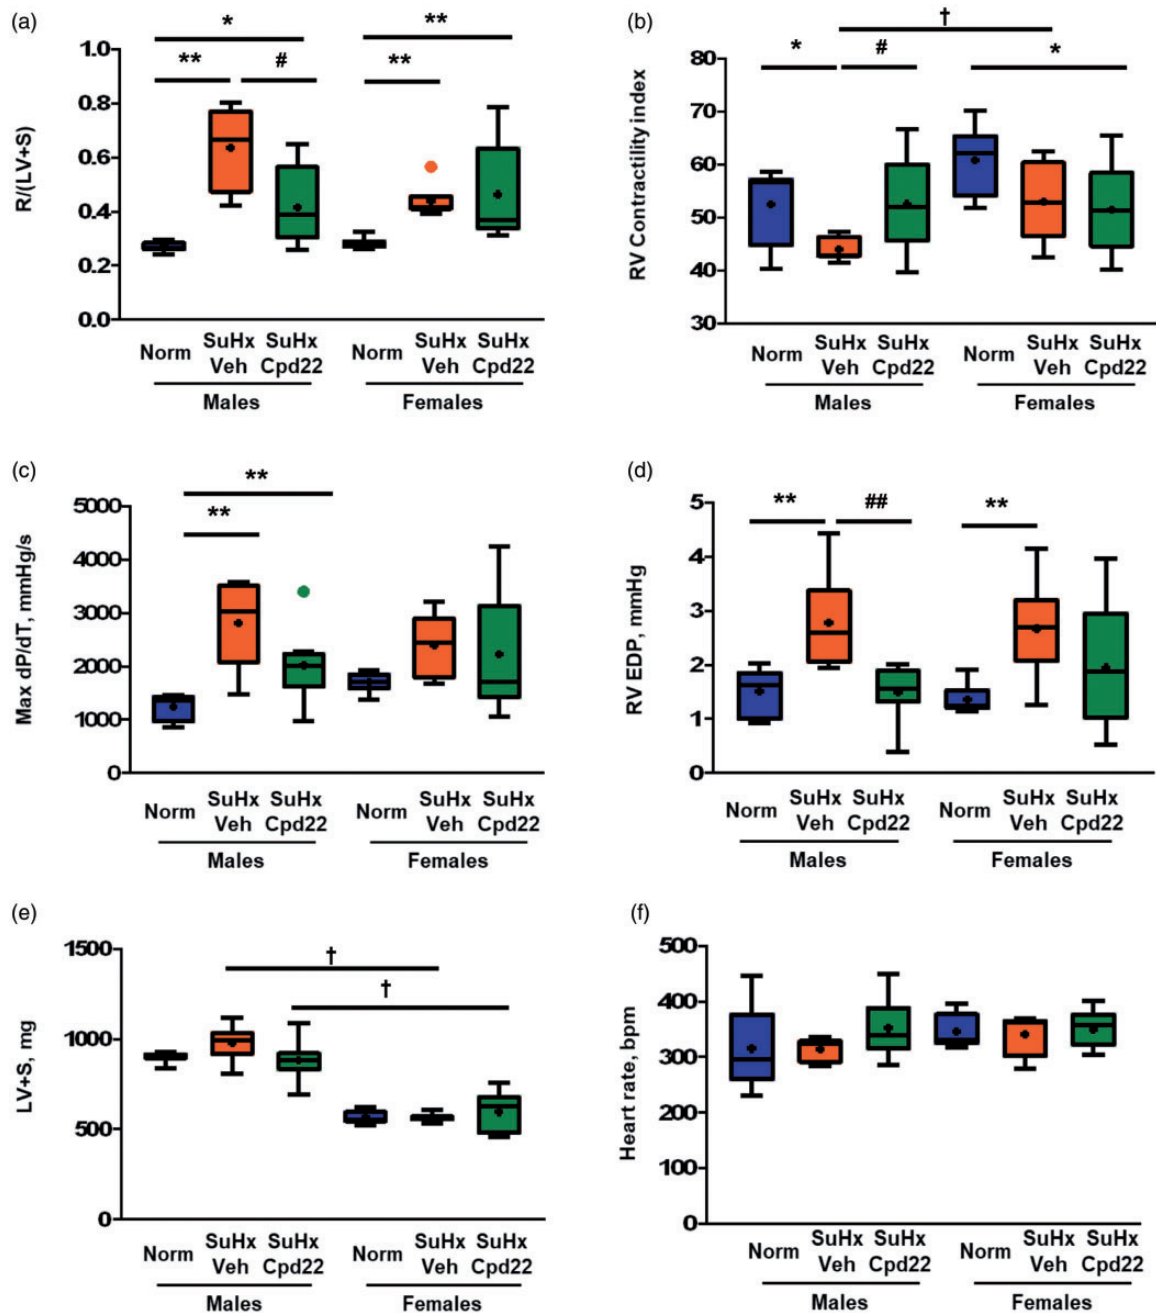 (a)
*
**
**
#
**
R/(LV+S)
1.0
0.8
0.6
0.4
0.2
0.0
Norm
SuHx
Veh
SuHx
Cpd22
Norm
SuHx
Veh
SuHx
Cpd22
Males
Females
(b)
†
*
#
*
RV Contractility index
80
70
60
50
40
30
Norm
SuHx
Veh
SuHx
Cpd22
Norm
SuHx
Veh
SuHx
Cpd22
Males
Females
(c)
**
**
Max dP/dT, mmHg/s
5000
4000
3000
2000
1000
0
Norm
SuHx
Veh
SuHx
Cpd22
Norm
SuHx
Veh
SuHx
Cpd22
Males
Females
(d)
**
##
**
RV EDP, mmHg
5
4
3
2
1
0
Norm
SuHx
Veh
SuHx
Cpd22
Norm
SuHx
Veh
SuHx
Cpd22
Males
Females
(e)
†
†
LV+S, mg
1500
1000
500
0
Norm
SuHx
Veh
SuHx
Cpd22
Norm
SuHx
Veh
SuHx
Cpd22
Males
Females
(f)
Heart rate, bpm
500
400
300
200
100
0
Norm
SuHx
Veh
SuHx
Cpd22
Norm
SuHx
Veh
SuHx
Cpd22
Males
Females